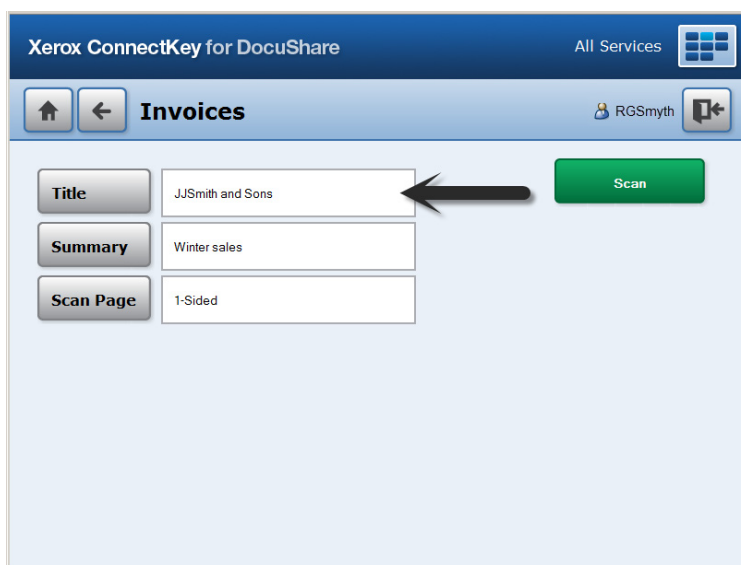 Xerox ConnectKey for DocuShare All Services
Invoices RGSmyth
Title JJSmith and Sons Scan
Summary Winter sales
Scan Page 1-Sided